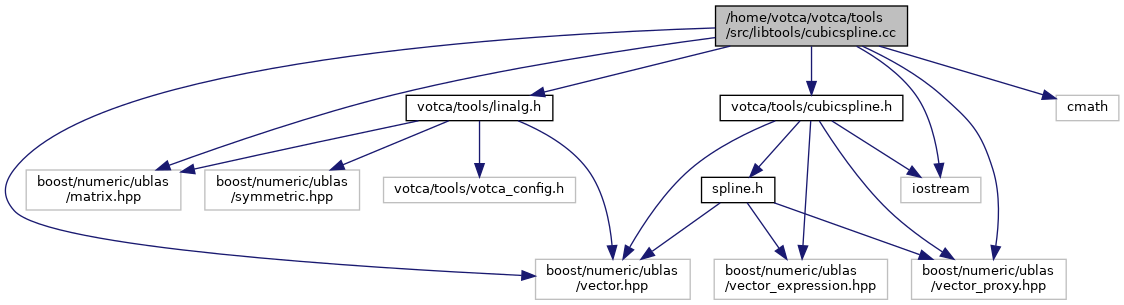 /home/votca/votca/tools
/src/libtools/cubicspline.cc
votca/tools/linalg.h
votca/tools/cubicspline.h
cmath
boost/numeric/ublas
/matrix.hpp
boost/numeric/ublas
/symmetric.hpp
votca/tools/votca_config.h
spline.h
iostream
boost/numeric/ublas
/vector.hpp
boost/numeric/ublas
/vector_expression.hpp
boost/numeric/ublas
/vector_proxy.hpp